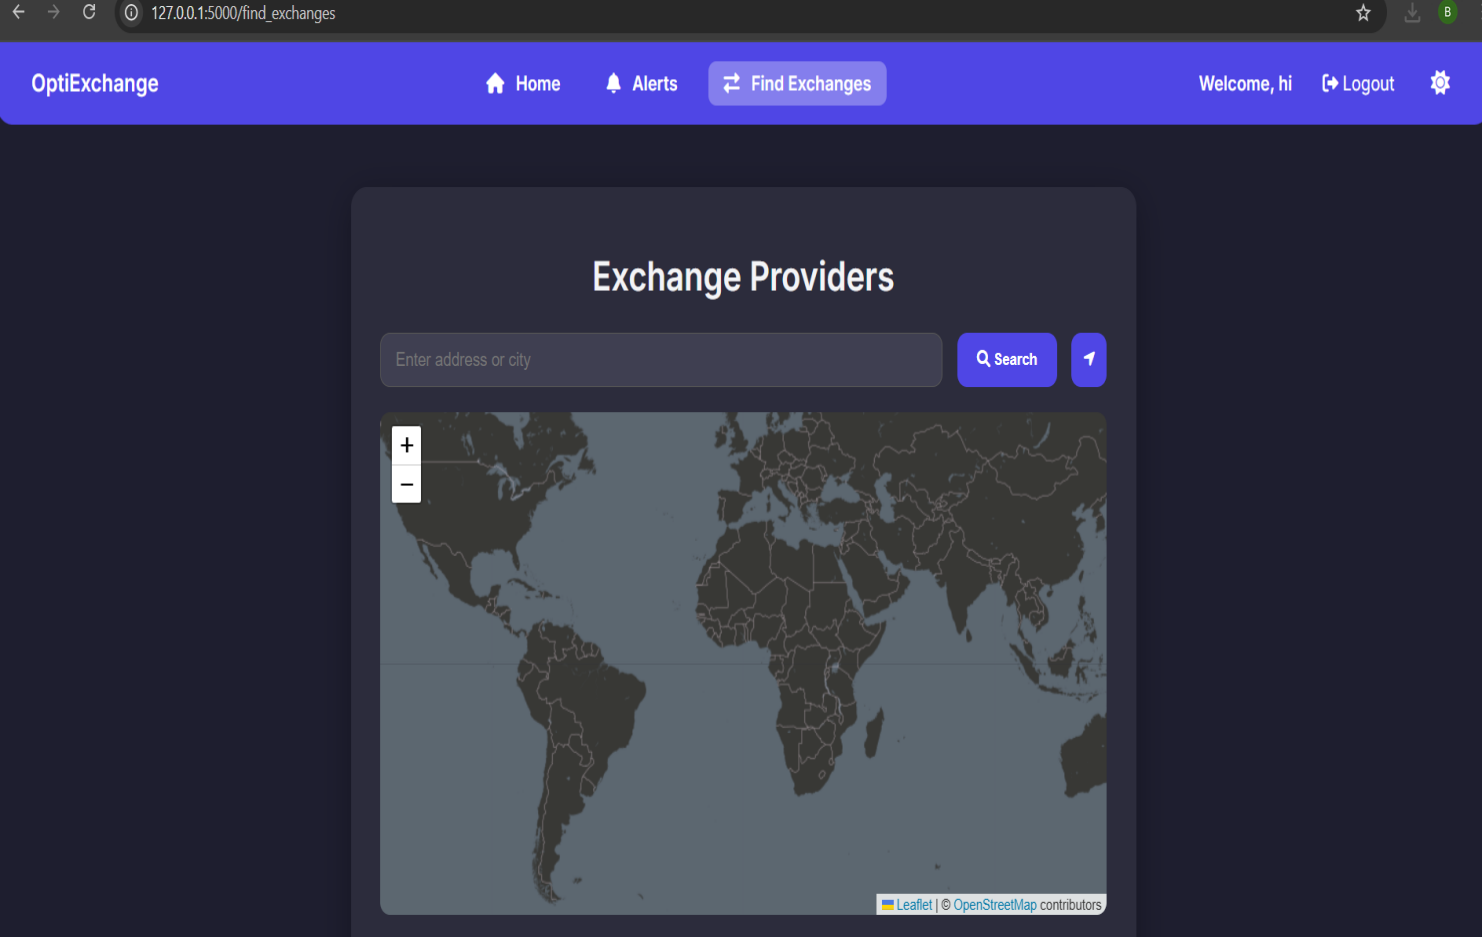 127.0.0.1:5000/find_exchanges
B
OptiExchange
Home
Alerts
Find Exchanges
Welcome, hi
Logout
Exchange Providers
Enter address or city
Search
+
−
Leaflet | © OpenStreetMap contributors